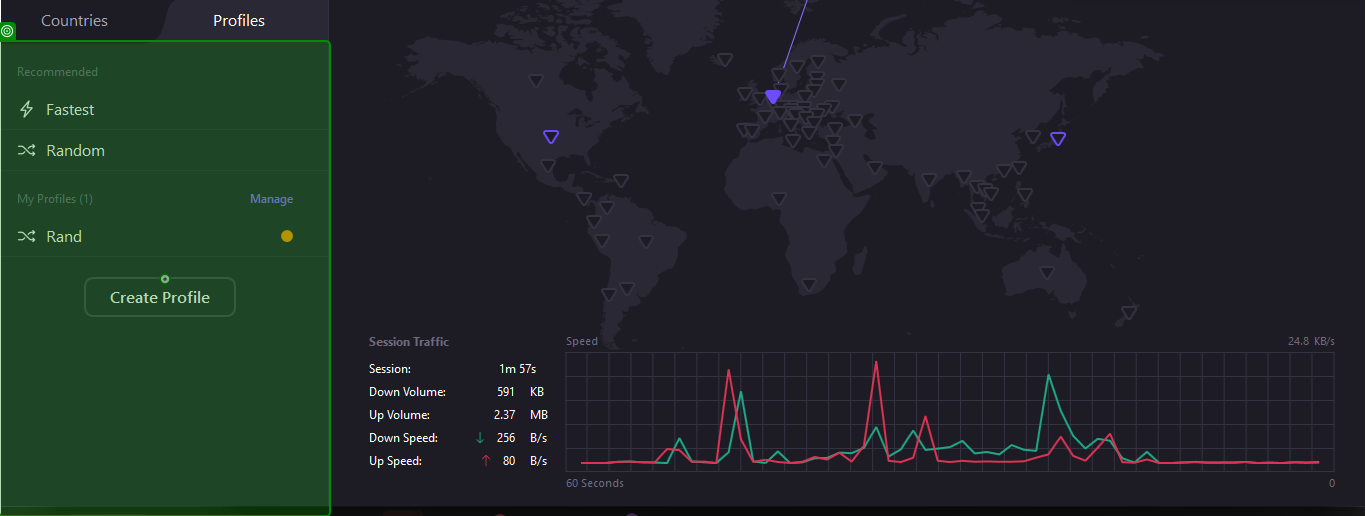 Countries
Profiles
Recommended
Fastest
Random
My Profiles (1) Manage
Rand
Create Profile
Session Traffic
Session: 1m 57s
Down Volume: 591 KB
Up Volume: 2.37 MB
Down Speed: ↓ 256 B/s
Up Speed: ↑ 80 B/s
Speed 24.8 KB/s
60 Seconds 0